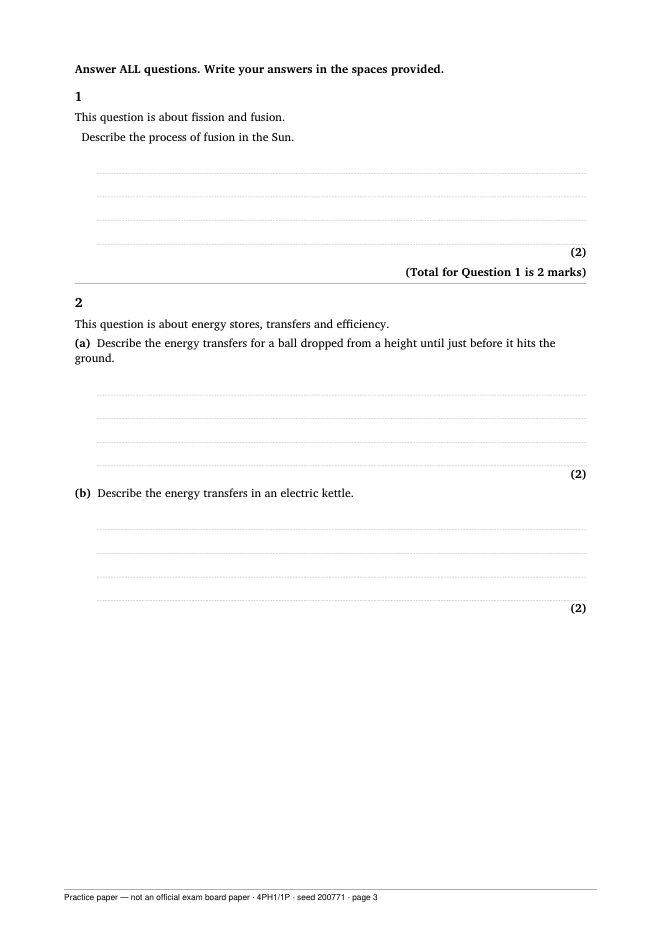 Answer ALL questions. Write your answers in the spaces provided.
1
This question is about fission and fusion.
Describe the process of fusion in the Sun.
(2)
(Total for Question 1 is 2 marks)
2
This question is about energy stores, transfers and efficiency.
(a) Describe the energy transfers for a ball dropped from a height until just before it hits the
ground.
(2)
(b) Describe the energy transfers in an electric kettle.
(2)
Practice paper — not an official exam board paper · 4PH1/1P · seed 200771 · page 3